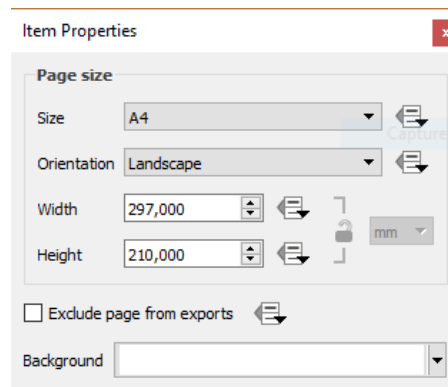 Item Properties
x
Page size
Size A4
Capture
Orientation Landscape
Width 297,000
mm
Height 210,000
Exclude page from exports
Background